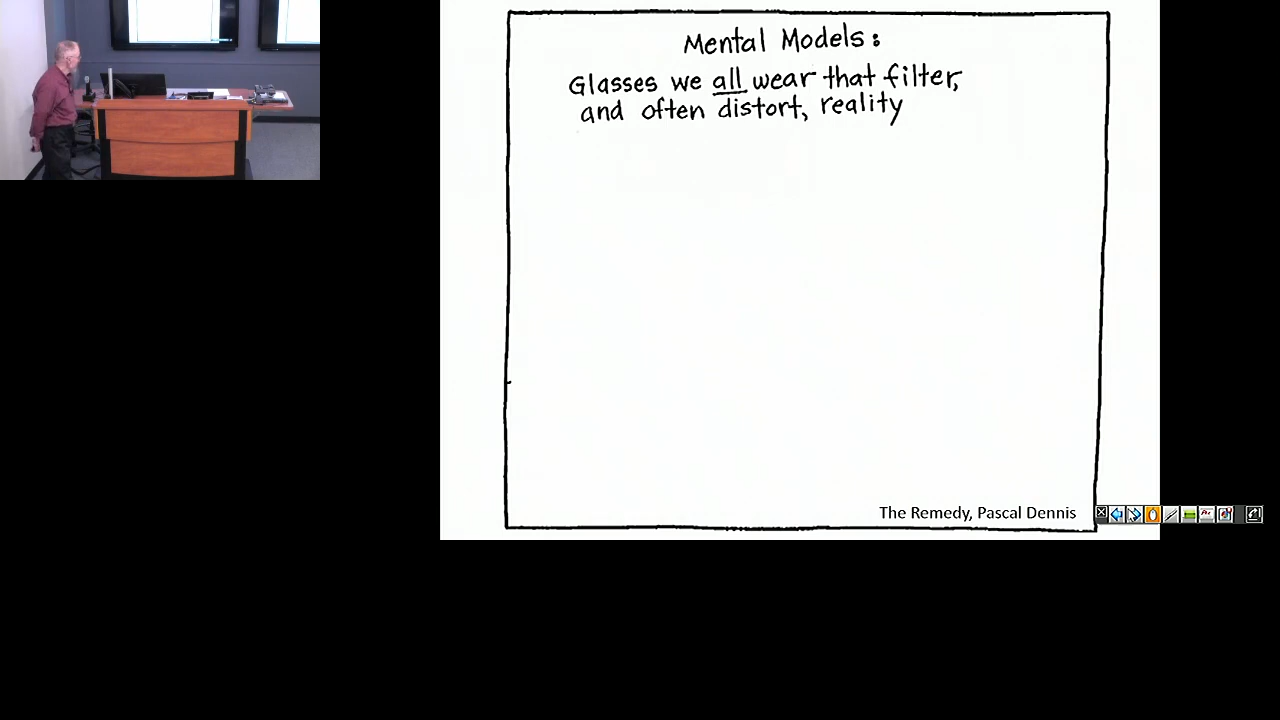 Mental Models:
Glasses we all wear that filter,
and often distort, reality
The Remedy, Pascal Dennis